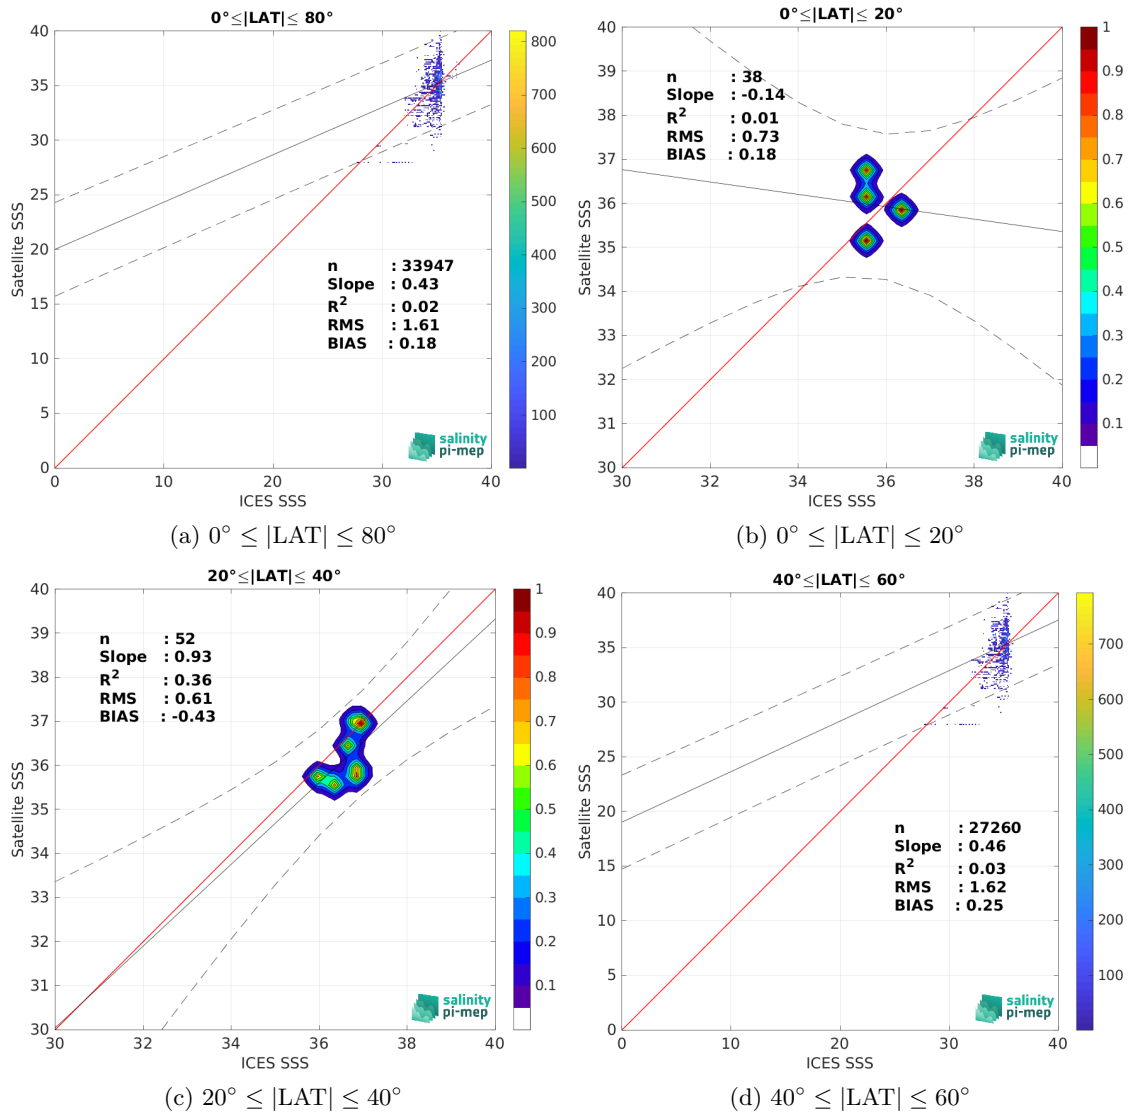 0°≤|LAT|≤ 80°
40
35
30
25
20
15
10
5
0
Satellite SSS
n : 33947
Slope : 0.43
R2 : 0.02
RMS : 1.61
BIAS : 0.18
salinity
pi-mep
0 10 20 30 40
ICES SSS
800
700
600
500
400
300
200
100
(a) 0° ≤ |LAT| ≤ 80°
0°≤|LAT|≤ 20°
40
39
38
37
36
35
34
33
32
31
30
Satellite SSS
n : 38
Slope : -0.14
R2 : 0.01
RMS : 0.73
BIAS : 0.18
salinity
pi-mep
30 32 34 36 38 40
ICES SSS
1
0.9
0.8
0.7
0.6
0.5
0.4
0.3
0.2
0.1
(b) 0° ≤ |LAT| ≤ 20°
20°≤|LAT|≤ 40°
40
39
38
37
36
35
34
33
32
31
30
Satellite SSS
n : 52
Slope : 0.93
R2 : 0.36
RMS : 0.61
BIAS : -0.43
salinity
pi-mep
30 32 34 36 38 40
ICES SSS
1
0.9
0.8
0.7
0.6
0.5
0.4
0.3
0.2
0.1
(c) 20° ≤ |LAT| ≤ 40°
40°≤|LAT|≤ 60°
40
35
30
25
20
15
10
5
0
Satellite SSS
n : 27260
Slope : 0.46
R2 : 0.03
RMS : 1.62
BIAS : 0.25
salinity
pi-mep
0 10 20 30 40
ICES SSS
700
600
500
400
300
200
100
(d) 40° ≤ |LAT| ≤ 60°